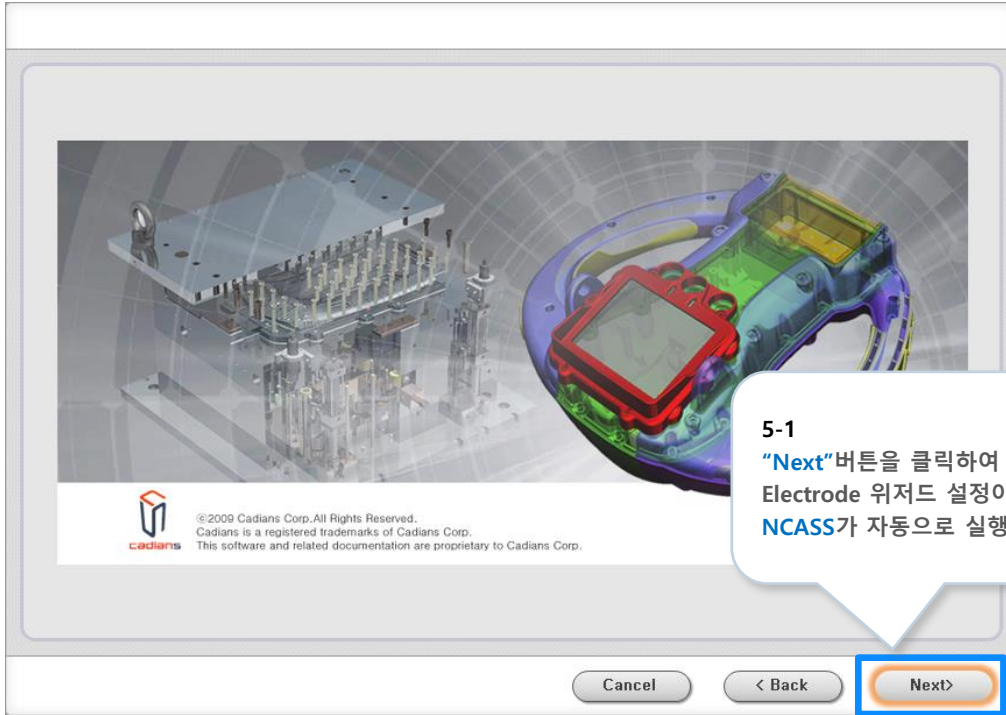 ©2009 Cadians Corp.All Rights Reserved.
Cadians is a registered trademarks of Cadians Corp.
cadians
This software and related documentation are proprietary to Cadians Corp.
5-1
“Next”버튼을 클릭하여
Electrode 위저드 설정이
NCASS가 자동으로 실행
Cancel
< Back
Next>